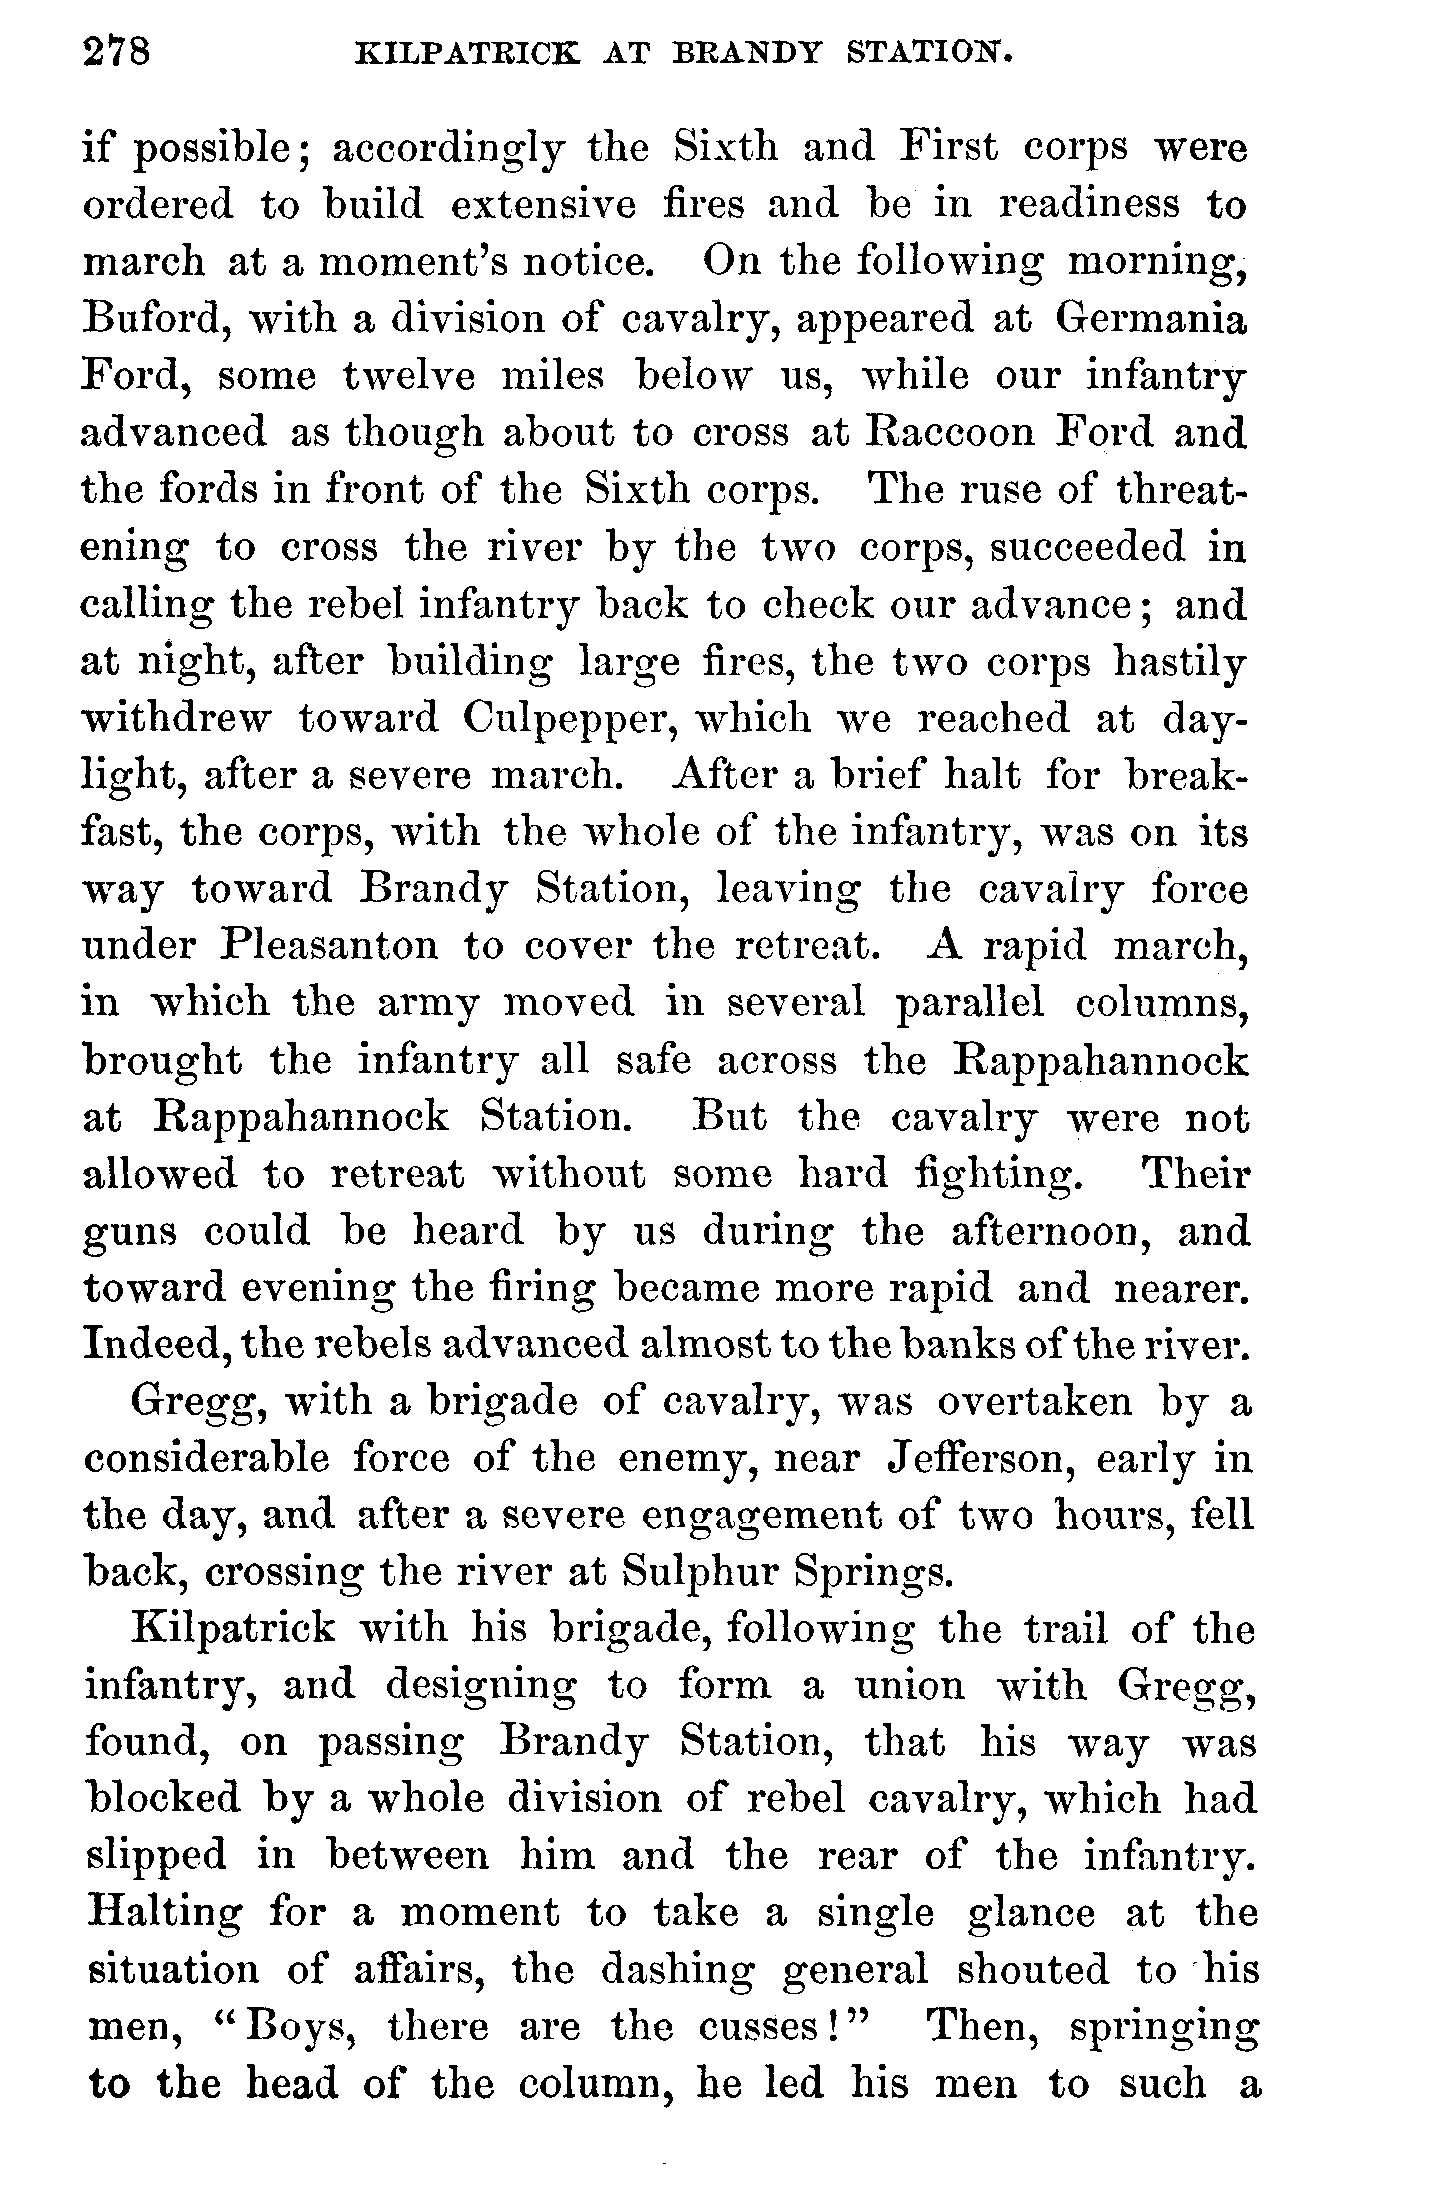 278 KILPATRICK AT BRANDY STATION.
if possible; accordingly the Sixth and First corps were
ordered to build extensive fires and be in readiness to
march at a moment's notice. On the following morning,
Buford, with a division of cavalry, appeared at Germania
Ford, some twelve miles below us, while our infantry
advanced as though about to cross at Raccoon Ford and
the fords in front of the Sixth corps. The ruse of threat-
ening to cross the river by the two corps, succeeded in
calling the rebel infantry back to check our advance; and
at night, after building large fires, the two corps hastily
withdrew toward Culpepper, which we reached at day-
light, after a severe march. After a brief halt for break-
fast, the corps, with the whole of the infantry, was on its
way toward Brandy Station, leaving the cavalry force
under Pleasanton to cover the retreat. A rapid march,
in which the army moved in several parallel columns,
brought the infantry all safe across the Rappahannock
at Rappahannock Station. But the cavalry were not
allowed to retreat without some hard fighting. Their
guns could be heard by us during the afternoon, and
toward evening the firing became more rapid and nearer.
Indeed, the rebels advanced almost to the banks of the river.
Gregg, with a brigade of cavalry, was overtaken by a
considerable force of the enemy, near Jefferson, early in
the day, and after a severe engagement of two hours, fell
back, crossing the river at Sulphur Springs.
Kilpatrick with his brigade, following the trail of the
infantry, and designing to form a union with Gregg,
found, on passing Brandy Station, that his way was
blocked by a whole division of rebel cavalry, which had
slipped in between him and the rear of the infantry.
Halting for a moment to take a single glance at the
situation of affairs, the dashing general shouted to his
men, "Boys, there are the cusses!" Then, springing
to the head of the column, he led his men to such a